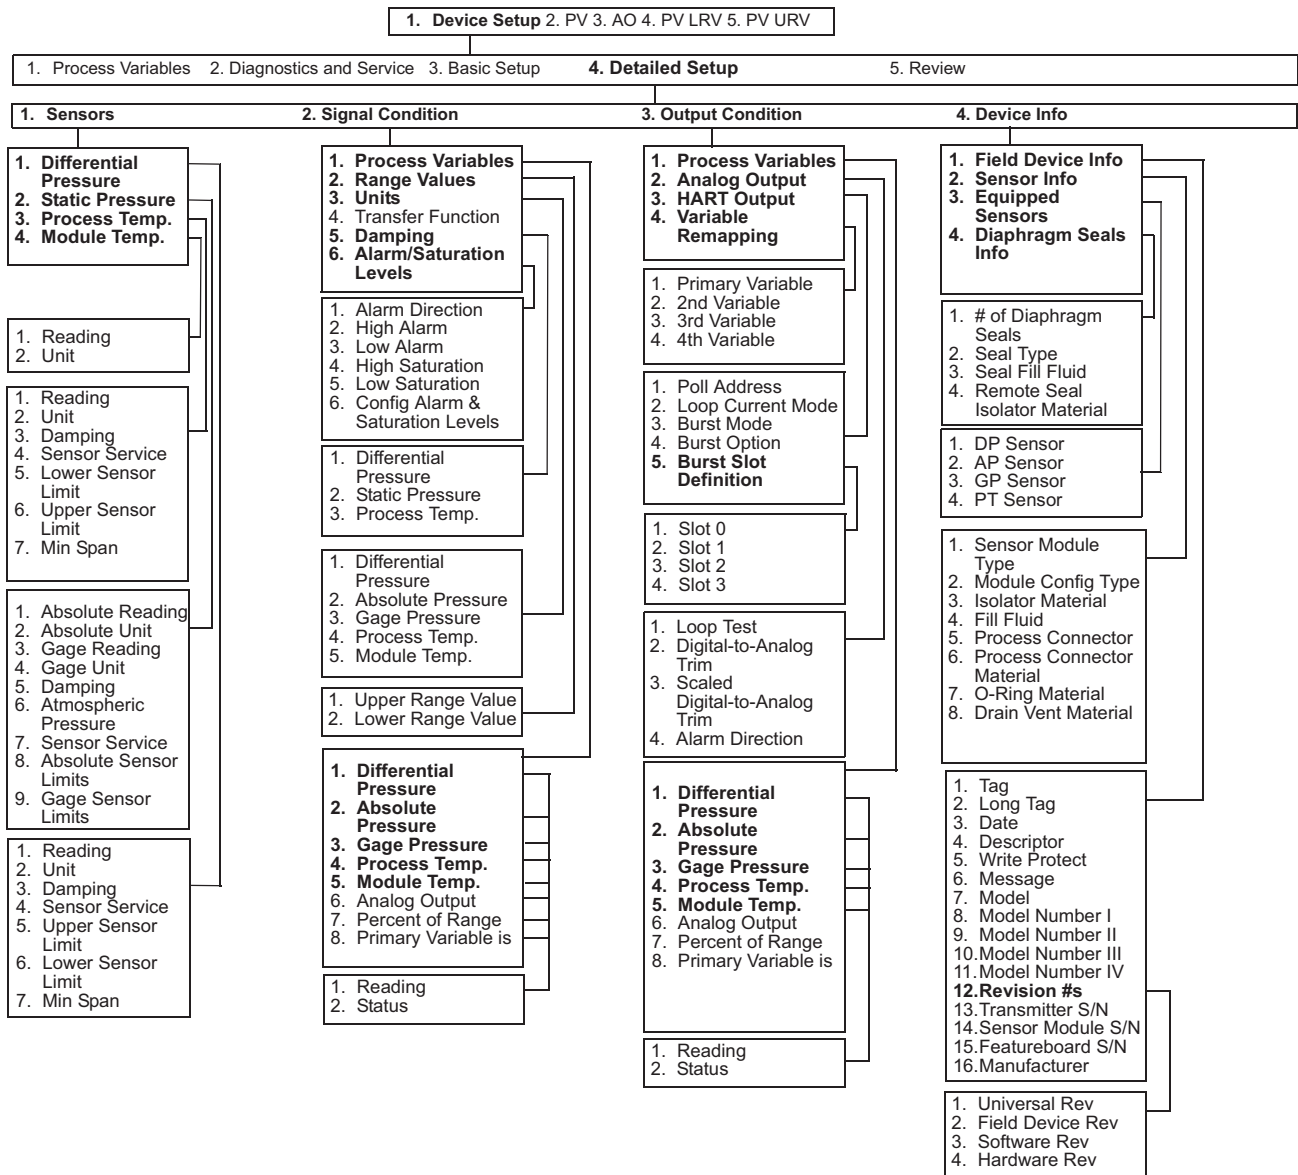 1. Device Setup 2. PV 3. AO 4. PV LRV 5. PV URV
1. Process Variables 2. Diagnostics and Service 3. Basic Setup 4. Detailed Setup 5. Review
1. Sensors 2. Signal Condition 3. Output Condition 4. Device Info
1. Differential
Pressure
2. Static Pressure
3. Process Temp.
4. Module Temp.
1. Reading
2. Unit
1. Reading
2. Unit
3. Damping
4. Sensor Service
5. Lower Sensor
Limit
6. Upper Sensor
Limit
7. Min Span
1. Absolute Reading
2. Absolute Unit
3. Gage Reading
4. Gage Unit
5. Damping
6. Atmospheric
Pressure
7. Sensor Service
8. Absolute Sensor
Limits
9. Gage Sensor
Limits
1. Reading
2. Unit
3. Damping
4. Sensor Service
5. Upper Sensor
Limit
6. Lower Sensor
Limit
7. Min Span
1. Process Variables
2. Range Values
3. Units
4. Transfer Function
5. Damping
6. Alarm/Saturation
Levels
1. Alarm Direction
2. High Alarm
3. Low Alarm
4. High Saturation
5. Low Saturation
6. Config Alarm &
Saturation Levels
1. Differential
Pressure
2. Static Pressure
3. Process Temp.
1. Differential
Pressure
2. Absolute Pressure
3. Gage Pressure
4. Process Temp.
5. Module Temp.
1. Upper Range Value
2. Lower Range Value
1. Differential
Pressure
2. Absolute
Pressure
3. Gage Pressure
4. Process Temp.
5. Module Temp.
6. Analog Output
7. Percent of Range
8. Primary Variable is
1. Reading
2. Status
1. Process Variables
2. Analog Output
3. HART Output
4. Variable
Remapping
1. Primary Variable
2. 2nd Variable
3. 3rd Variable
4. 4th Variable
1. Poll Address
2. Loop Current Mode
3. Burst Mode
4. Burst Option
5. Burst Slot
Definition
1. Slot 0
2. Slot 1
3. Slot 2
4. Slot 3
1. Loop Test
2. Digital-to-Analog
Trim
3. Scaled
Digital-to-Analog
Trim
4. Alarm Direction
1. Differential
Pressure
2. Absolute
Pressure
3. Gage Pressure
4. Process Temp.
5. Module Temp.
6. Analog Output
7. Percent of Range
8. Primary Variable is
1. Reading
2. Status
1. Field Device Info
2. Sensor Info
3. Equipped
Sensors
4. Diaphragm Seals
Info
1. # of Diaphragm
Seals
2. Seal Type
3. Seal Fill Fluid
4. Remote Seal
Isolator Material
1. DP Sensor
2. AP Sensor
3. GP Sensor
4. PT Sensor
1. Sensor Module
Type
2. Module Config Type
3. Isolator Material
4. Fill Fluid
5. Process Connector
6. Process Connector
Material
7. O-Ring Material
8. Drain Vent Material
1. Tag
2. Long Tag
3. Date
4. Descriptor
5. Write Protect
6. Message
7. Model
8. Model Number I
9. Model Number II
10.Model Number III
11.Model Number IV
12.Revision #s
13.Transmitter S/N
14.Sensor Module S/N
15.Featureboard S/N
16.Manufacturer
1. Universal Rev
2. Field Device Rev
3. Software Rev
4. Hardware Rev